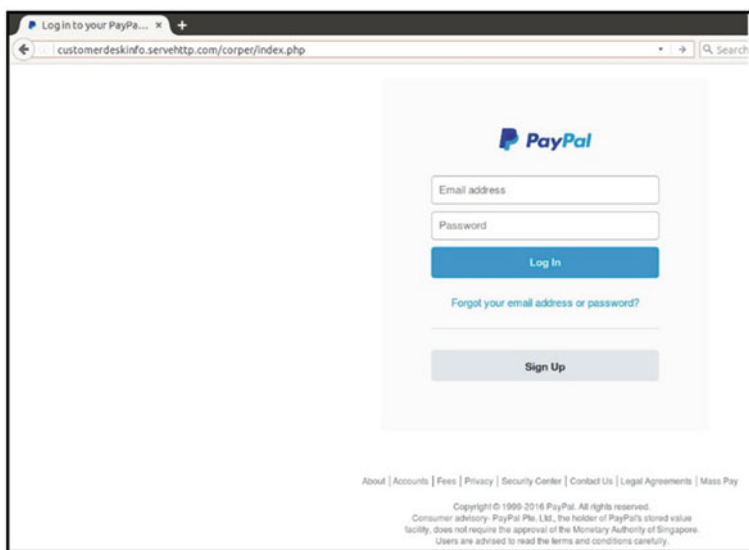 Log in to your PayPa... × +
customerdeskinfo.servehttp.com/corper/index.php
Search
PayPal
Email address
Password
Log In
Forgot your email address or password?
Sign Up
About | Accounts | Fees | Privacy | Security Center | Contact Us | Legal Agreements | Mass Pay
Copyright © 1999-2016 PayPal. All rights reserved.
Consumer advisory- PayPal Pte. Ltd., the holder of PayPal's stored value
facility, does not require the approval of the Monetary Authority of Singapore.
Users are advised to read the terms and conditions carefully.